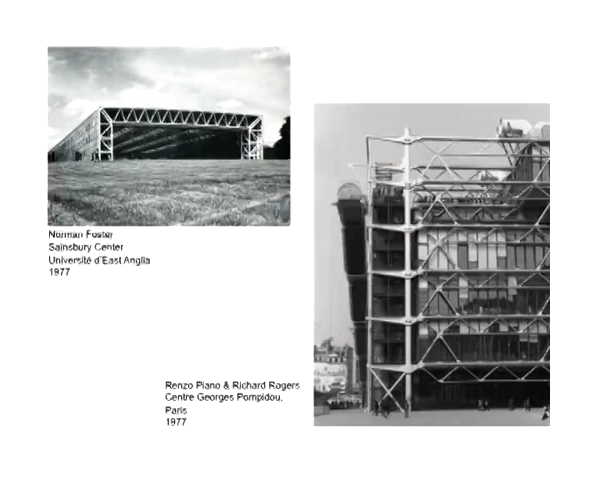 Norman Foster
Sainsbury Center
Université d'East Anglia
1977
Renzo Piano & Richard Rogers
Centre Georges Pompidou,
Paris
1977